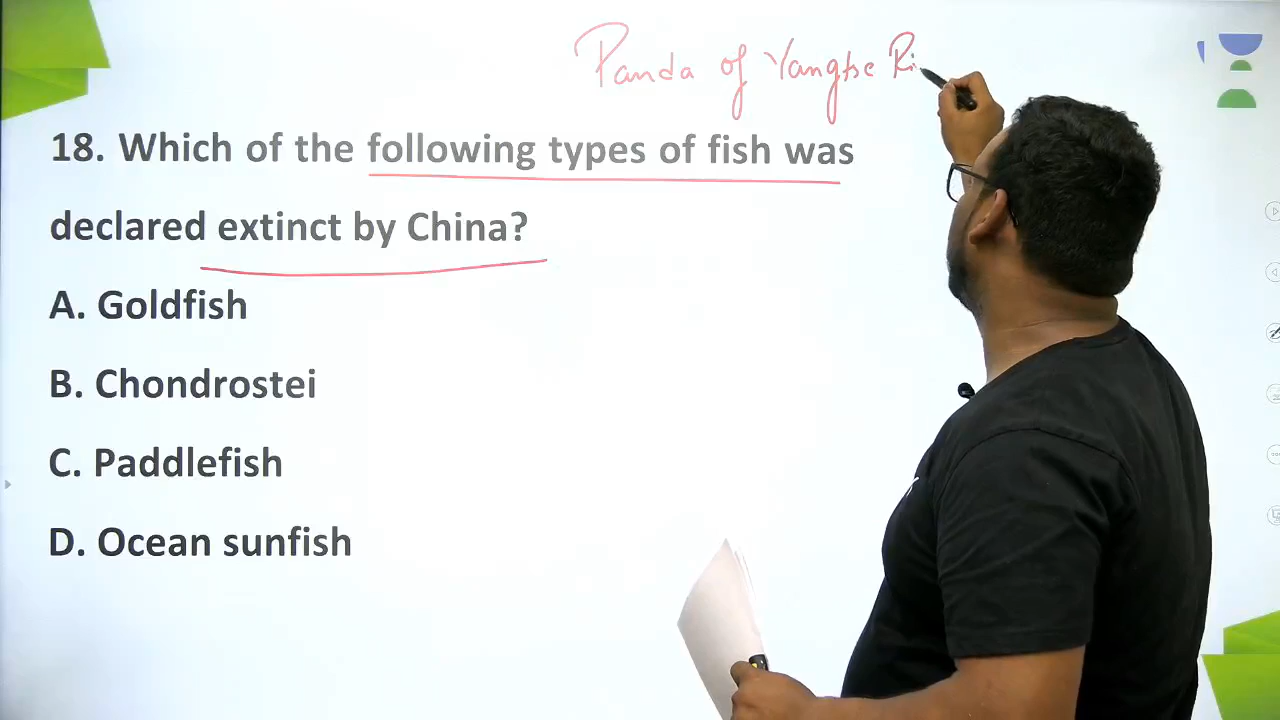 Panda of Yangtse Ri
18. Which of the following types of fish was
declared extinct by China?
A. Goldfish
B. Chondrostei
C. Paddlefish
D. Ocean sunfish